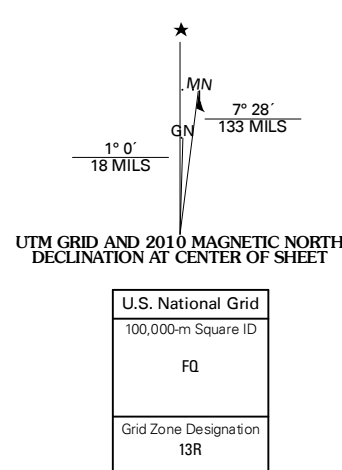 ★
MN
GN
7° 28´
133 MILS
1° 0´
18 MILS
UTM GRID AND 2010 MAGNETIC NORTH
DECLINATION AT CENTER OF SHEET
U.S. National Grid
100,000-m Square ID
FQ
Grid Zone Designation
13R